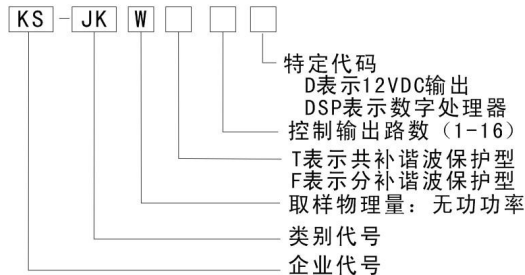 KS-JKW
特定代码
D表示12VDC输出
DSP表示数字处理器
控制输出路数（1-16）
T表示共补谐波保护型
F表示分补谐波保护型
取样物理量：无功功率
类别代号
企业代号